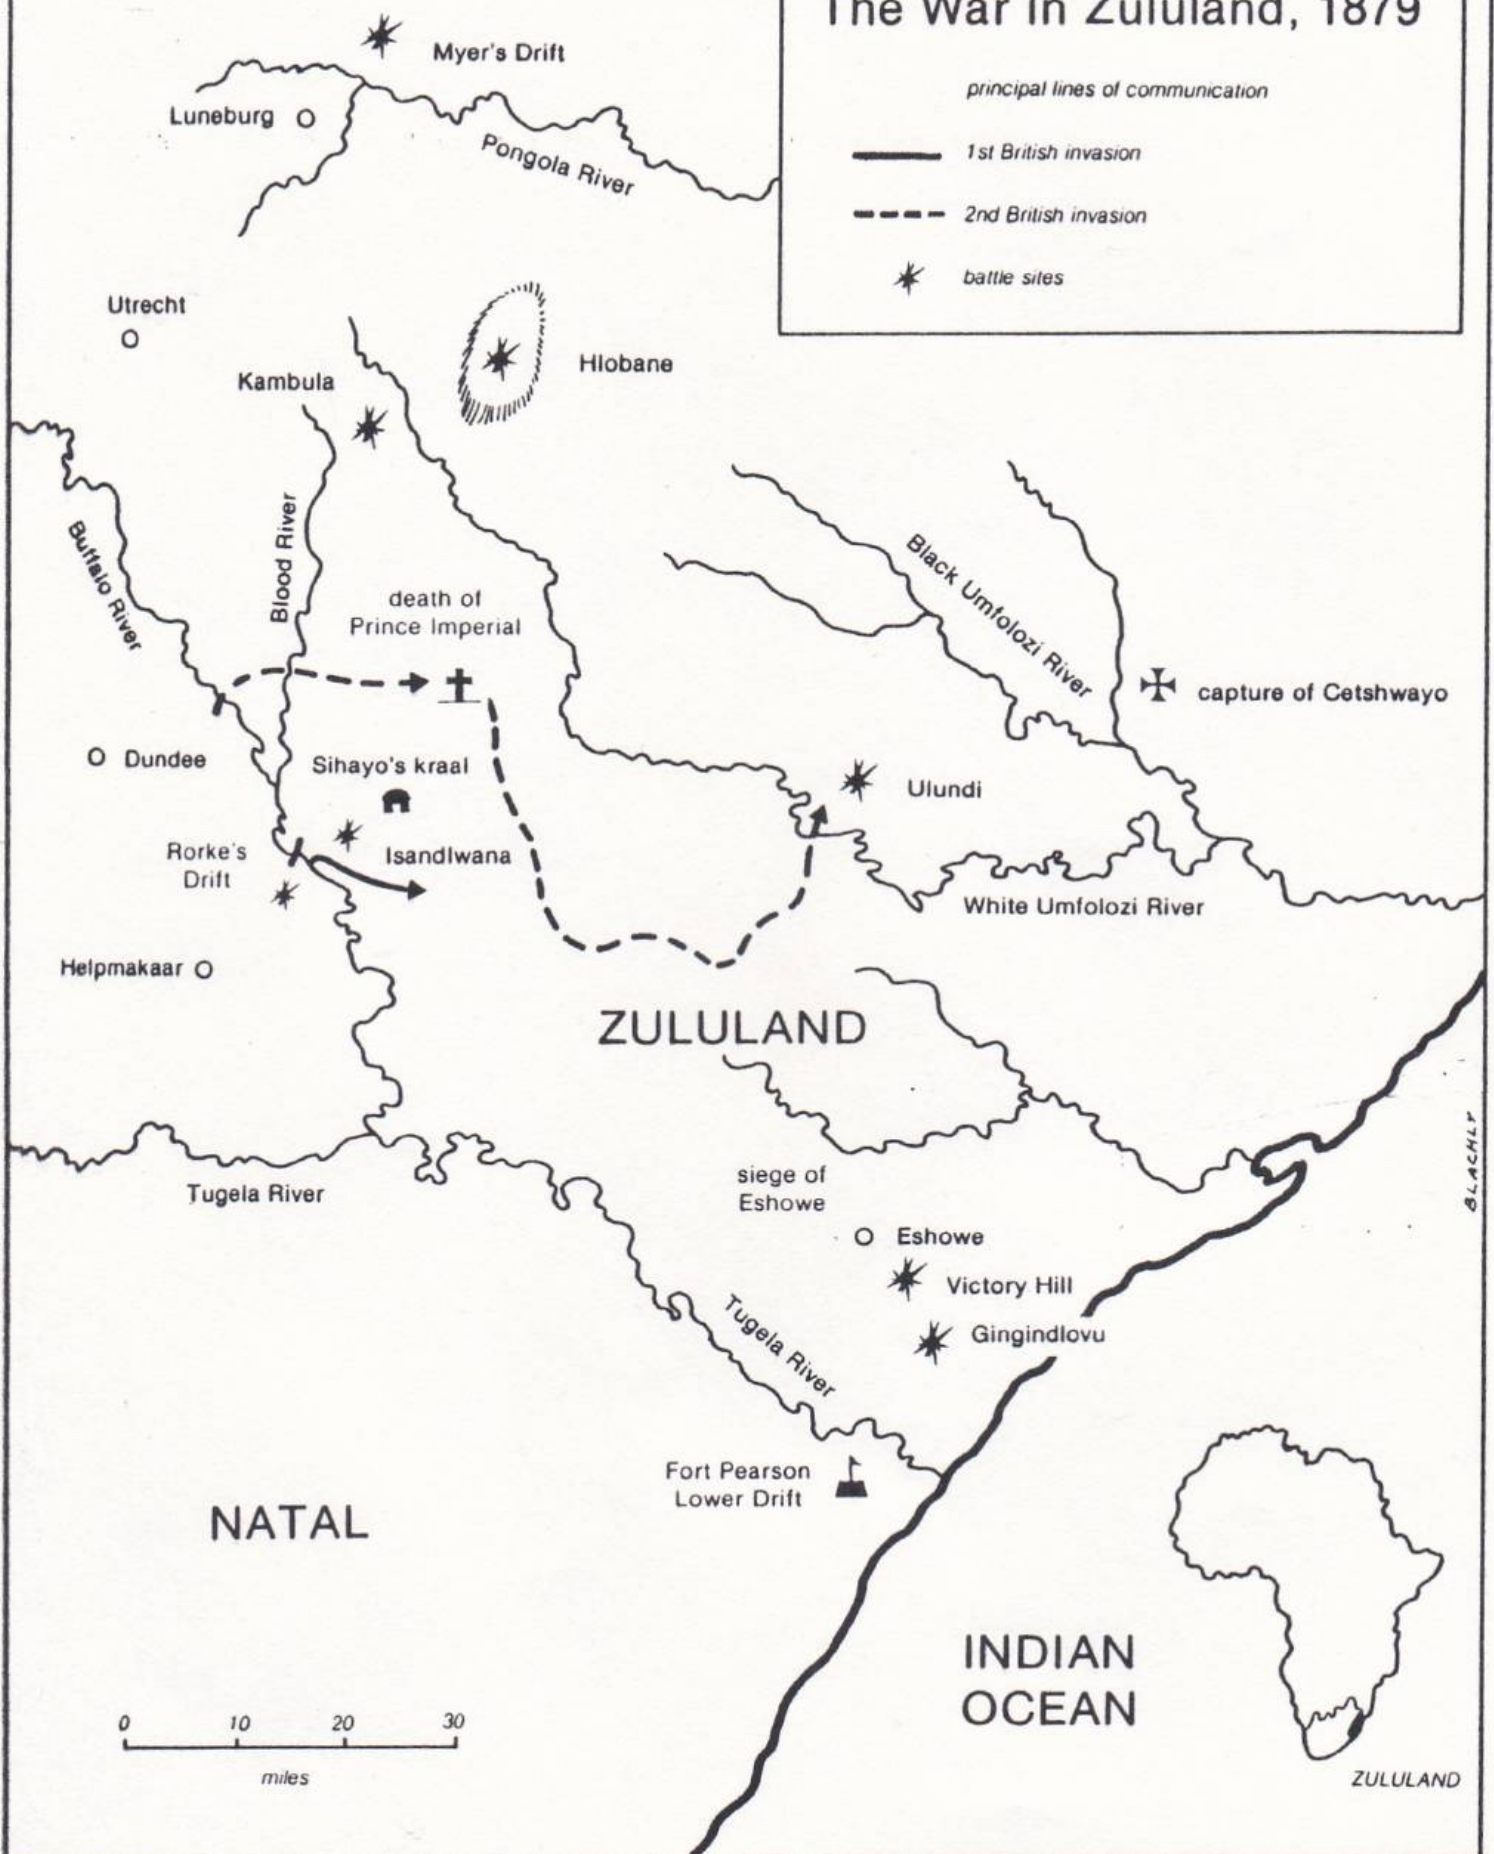 The War in Zululand, 1879
principal lines of communication
1st British invasion
2nd British invasion
battle sites
Myer's Drift
Luneburg
Pongola River
Utrecht
Kambula
Hlobane
Buffalo River
Blood River
death of
Prince Imperial
Black Umfolozi River
capture of Cetshwayo
Dundee
Sihayo's kraal
Ulundi
Rorke's
Drift
Isandlwana
White Umfolozi River
Helpmakaar
ZULULAND
BLACHLY
Tugela River
siege of
Eshowe
Eshowe
Victory Hill
Tugela River
Gingindlovu
Fort Pearson
Lower Drift
NATAL
INDIAN
OCEAN
0 10 20 30
miles
ZULULAND